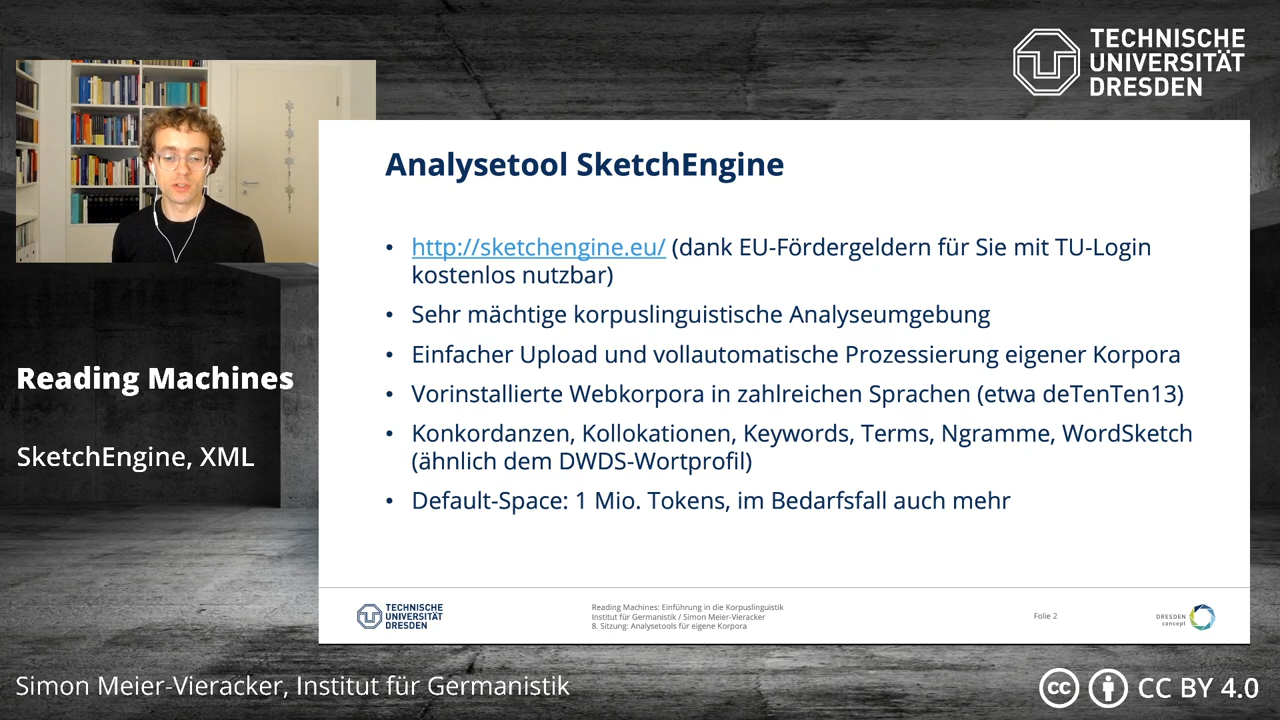 TECHNISCHE
UNIVERSITÄT
DRESDEN
Analysetool SketchEngine
• http://sketchengine.eu/ (dank EU-Fördergeldern für Sie mit TU-Login
kostenlos nutzbar)
• Sehr mächtige korpuslinguistische Analyseumgebung
• Einfacher Upload und vollautomatische Prozessierung eigener Korpora
• Vorinstallierte Webkorpora in zahlreichen Sprachen (etwa deTenTen13)
• Konkordanzen, Kollokationen, Keywords, Terms, Ngramme, WordSketch
(ähnlich dem DWDS-Wortprofil)
• Default-Space: 1 Mio. Tokens, im Bedarfsfall auch mehr
Reading Machines
SketchEngine, XML
TECHNISCHE
UNIVERSITÄT
DRESDEN
Reading Machines: Einführung in die Korpuslinguistik
Institut für Germanistik / Simon Meier-Vieracker
8. Sitzung: Analysetools für eigene Korpora
Folie 2
DRESDEN
concept
Simon Meier-Vieracker, Institut für Germanistik
cc CC BY 4.0